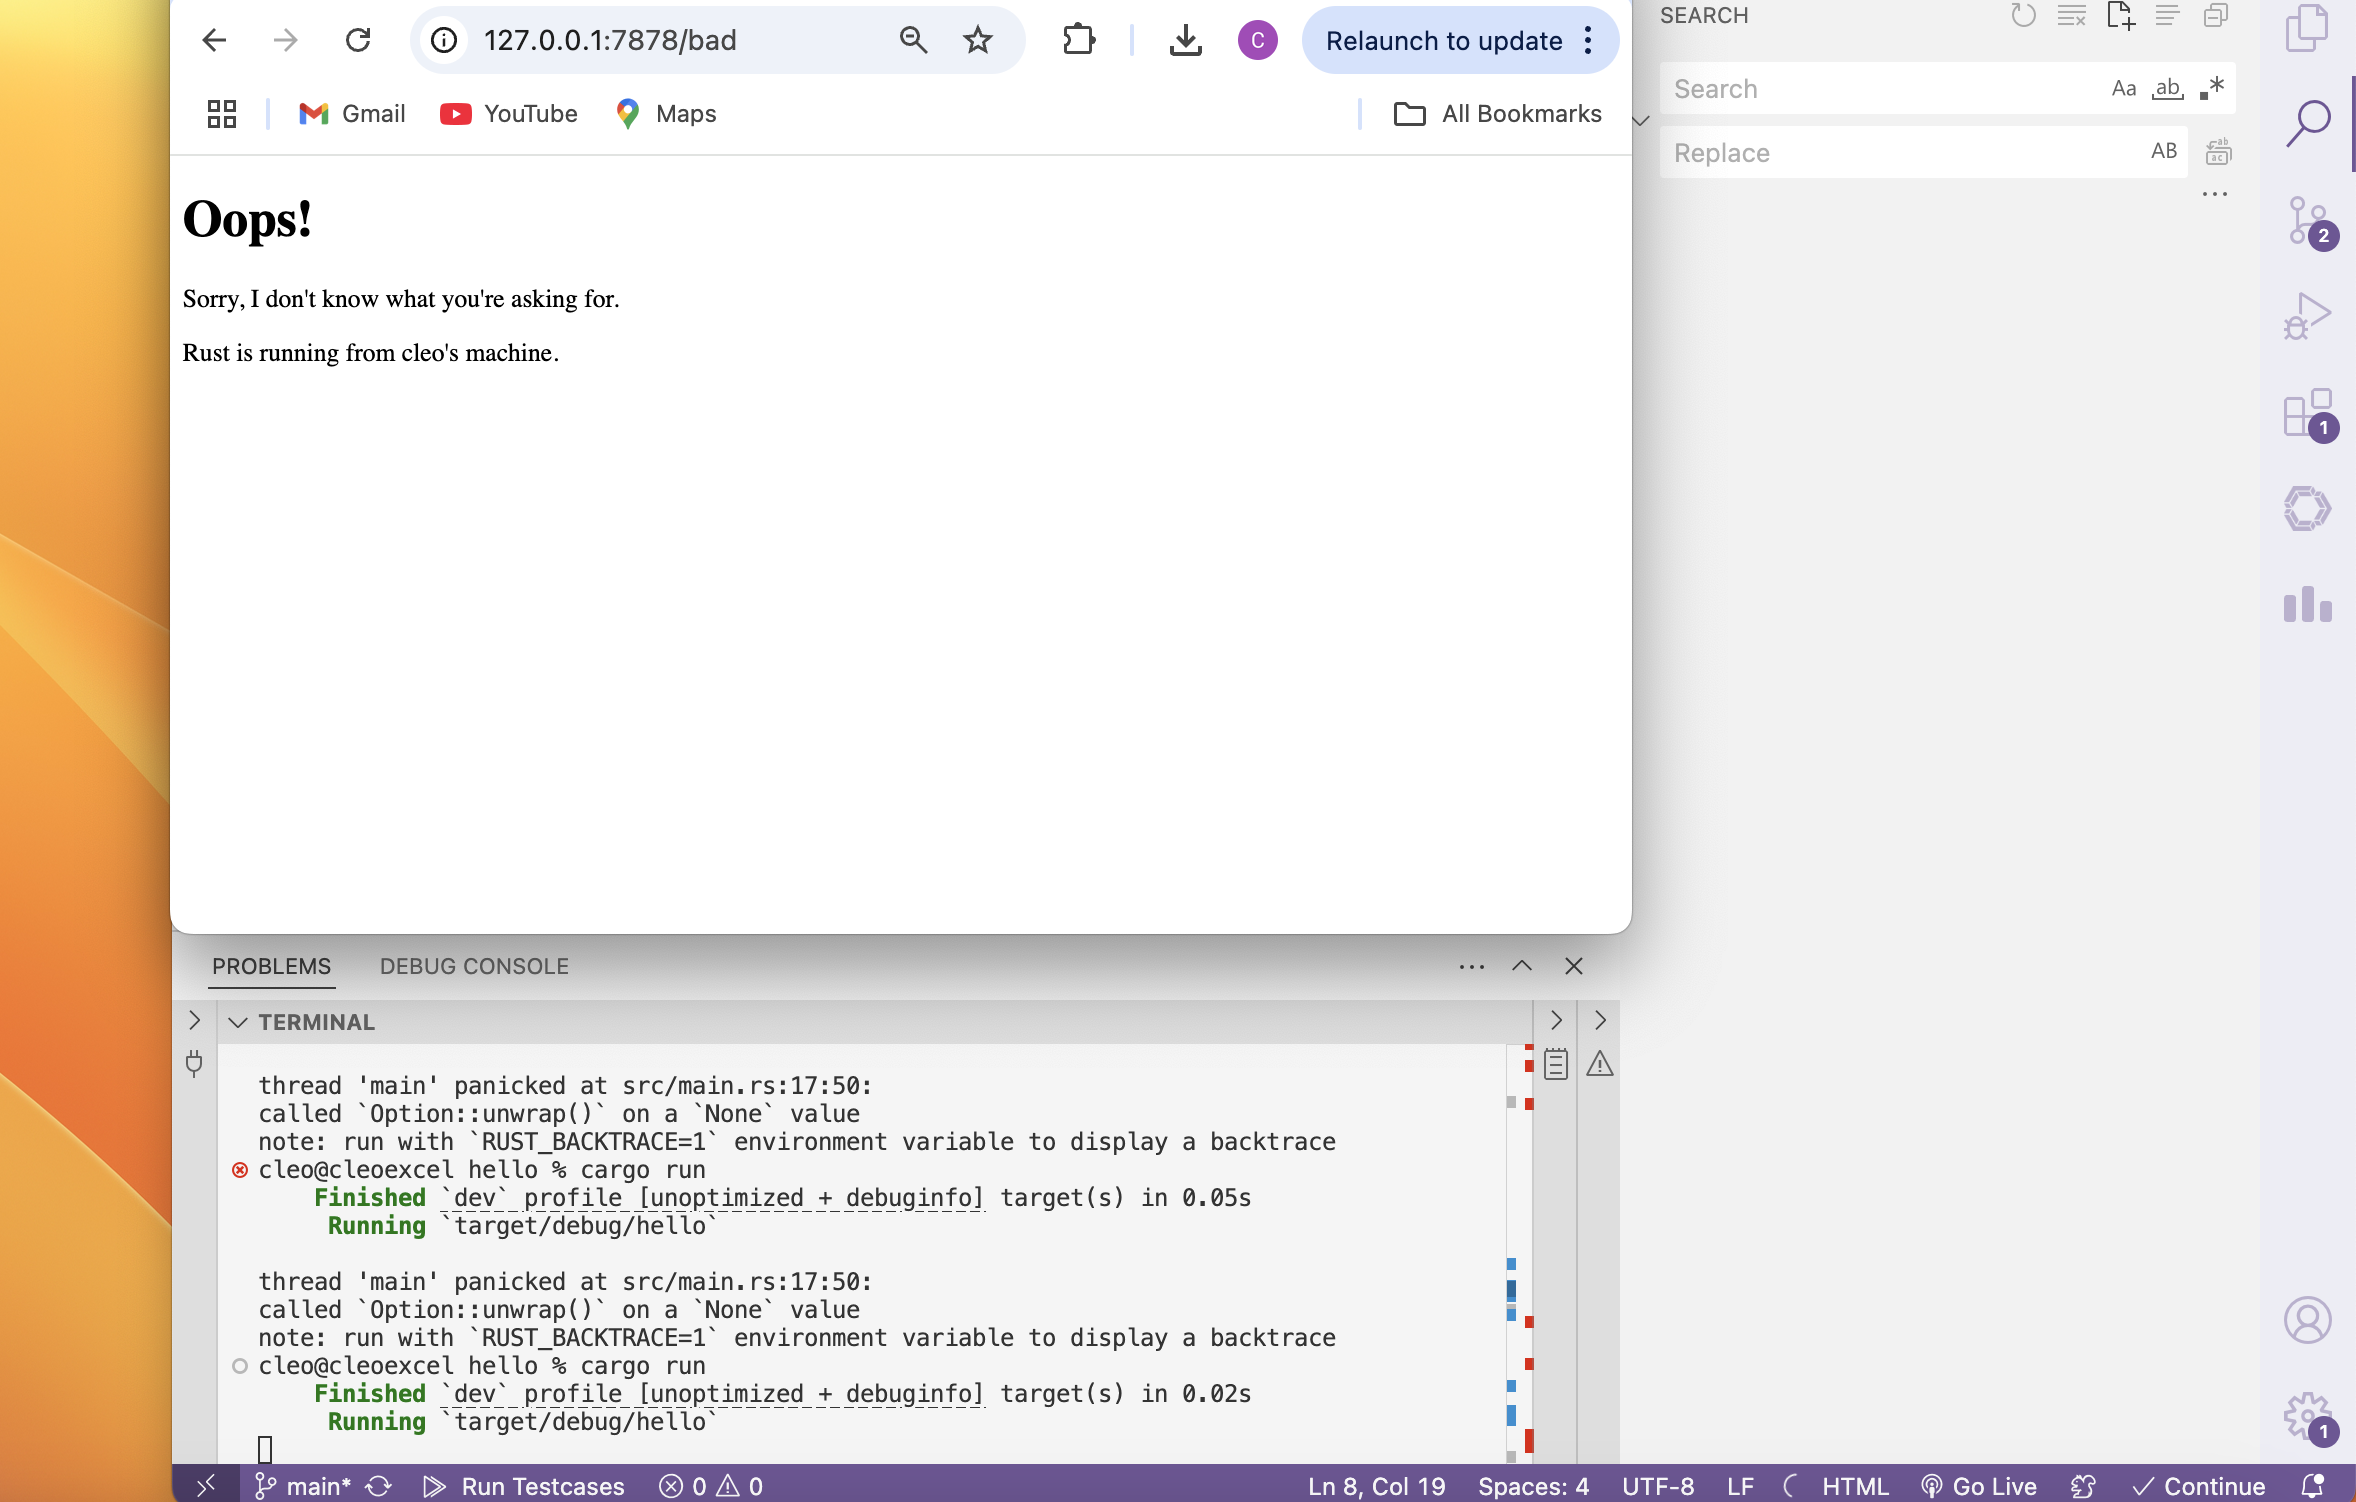 127.0.0.1:7878/bad
C
Relaunch to update
Gmail
YouTube
Maps
All Bookmarks
Oops!
Sorry, I don't know what you're asking for.
Rust is running from cleo's machine.
SEARCH
Search
Aa
ab
Replace
AB
2
1
PROBLEMS
DEBUG CONSOLE
TERMINAL
thread 'main' panicked at src/main.rs:17:50:
called `Option::unwrap()` on a `None` value
note: run with `RUST_BACKTRACE=1` environment variable to display a backtrace
cleo@cleoexcel hello % cargo run
Finished `dev` profile [unoptimized + debuginfo] target(s) in 0.05s
Running `target/debug/hello`
thread 'main' panicked at src/main.rs:17:50:
called `Option::unwrap()` on a `None` value
note: run with `RUST_BACKTRACE=1` environment variable to display a backtrace
cleo@cleoexcel hello % cargo run
Finished `dev` profile [unoptimized + debuginfo] target(s) in 0.02s
Running `target/debug/hello`
1
main* Run Testcases 0 0 Ln 8, Col 19 Spaces: 4 UTF-8 LF HTML Go Live Continue